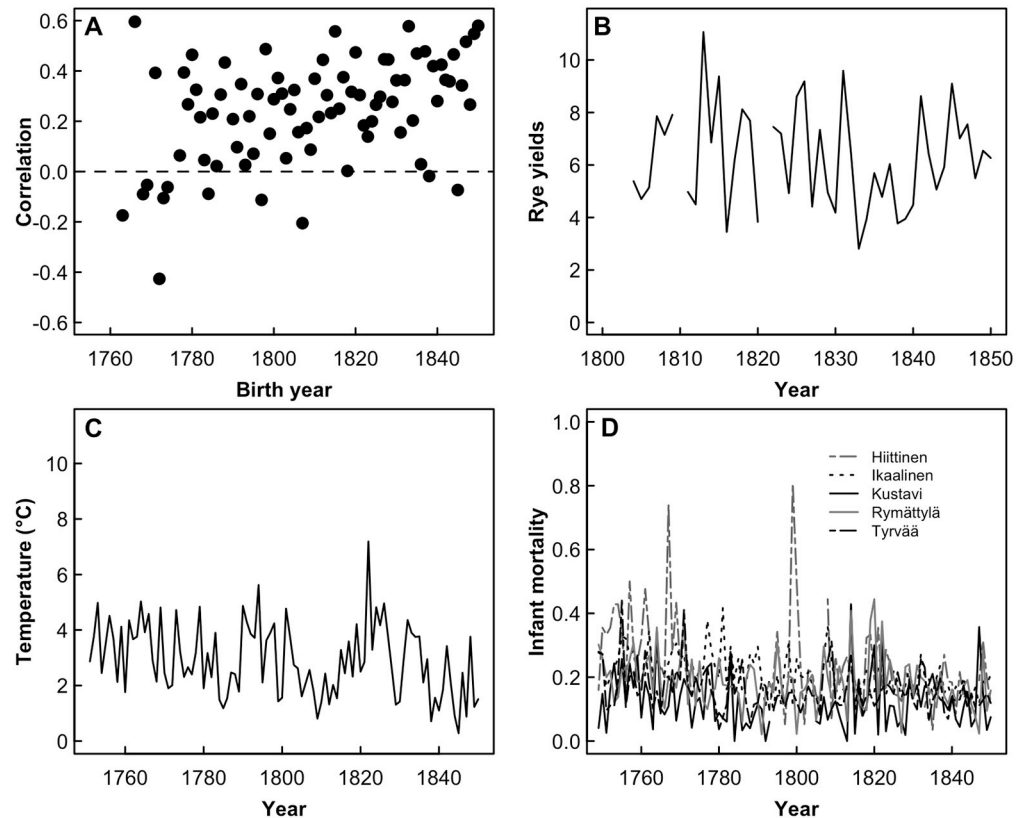 A
Correlation
0.6
0.4
0.2
0.0
-0.2
-0.4
-0.6
1760 1780 1800 1820 1840
Birth year
B
Rye yields
10
8
6
4
2
0
1800 1810 1820 1830 1840 1850
Year
C
Temperature (°C)
10
8
6
4
2
0
1760 1780 1800 1820 1840
Year
D
Infant mortality
1.0
0.8
0.6
0.4
0.2
0.0
Hiittinen
Ikaalinen
Kustavi
Rymättylä
Tyrvää
1760 1780 1800 1820 1840
Year